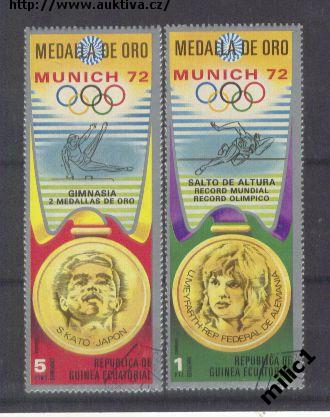 http://www.auktiva.cz/
MEDALLA DE ORO
MUNICH 72
GIMNASIA
2 MEDALLAS DE ORO
S.KATO-JAPON
5
REPUBLICA DE
GUINEA ECUATORIAL
MEDALLA DE ORO
MUNICH 72
SALTO DE ALTURA
RECORD MUNDIAL
RECORD OLIMPICO
U.MEYFARTH-REP FEDERAL DE ALEMANIA
1
REPUBLICA DE
GUINEA ECUATORIAL
milic1